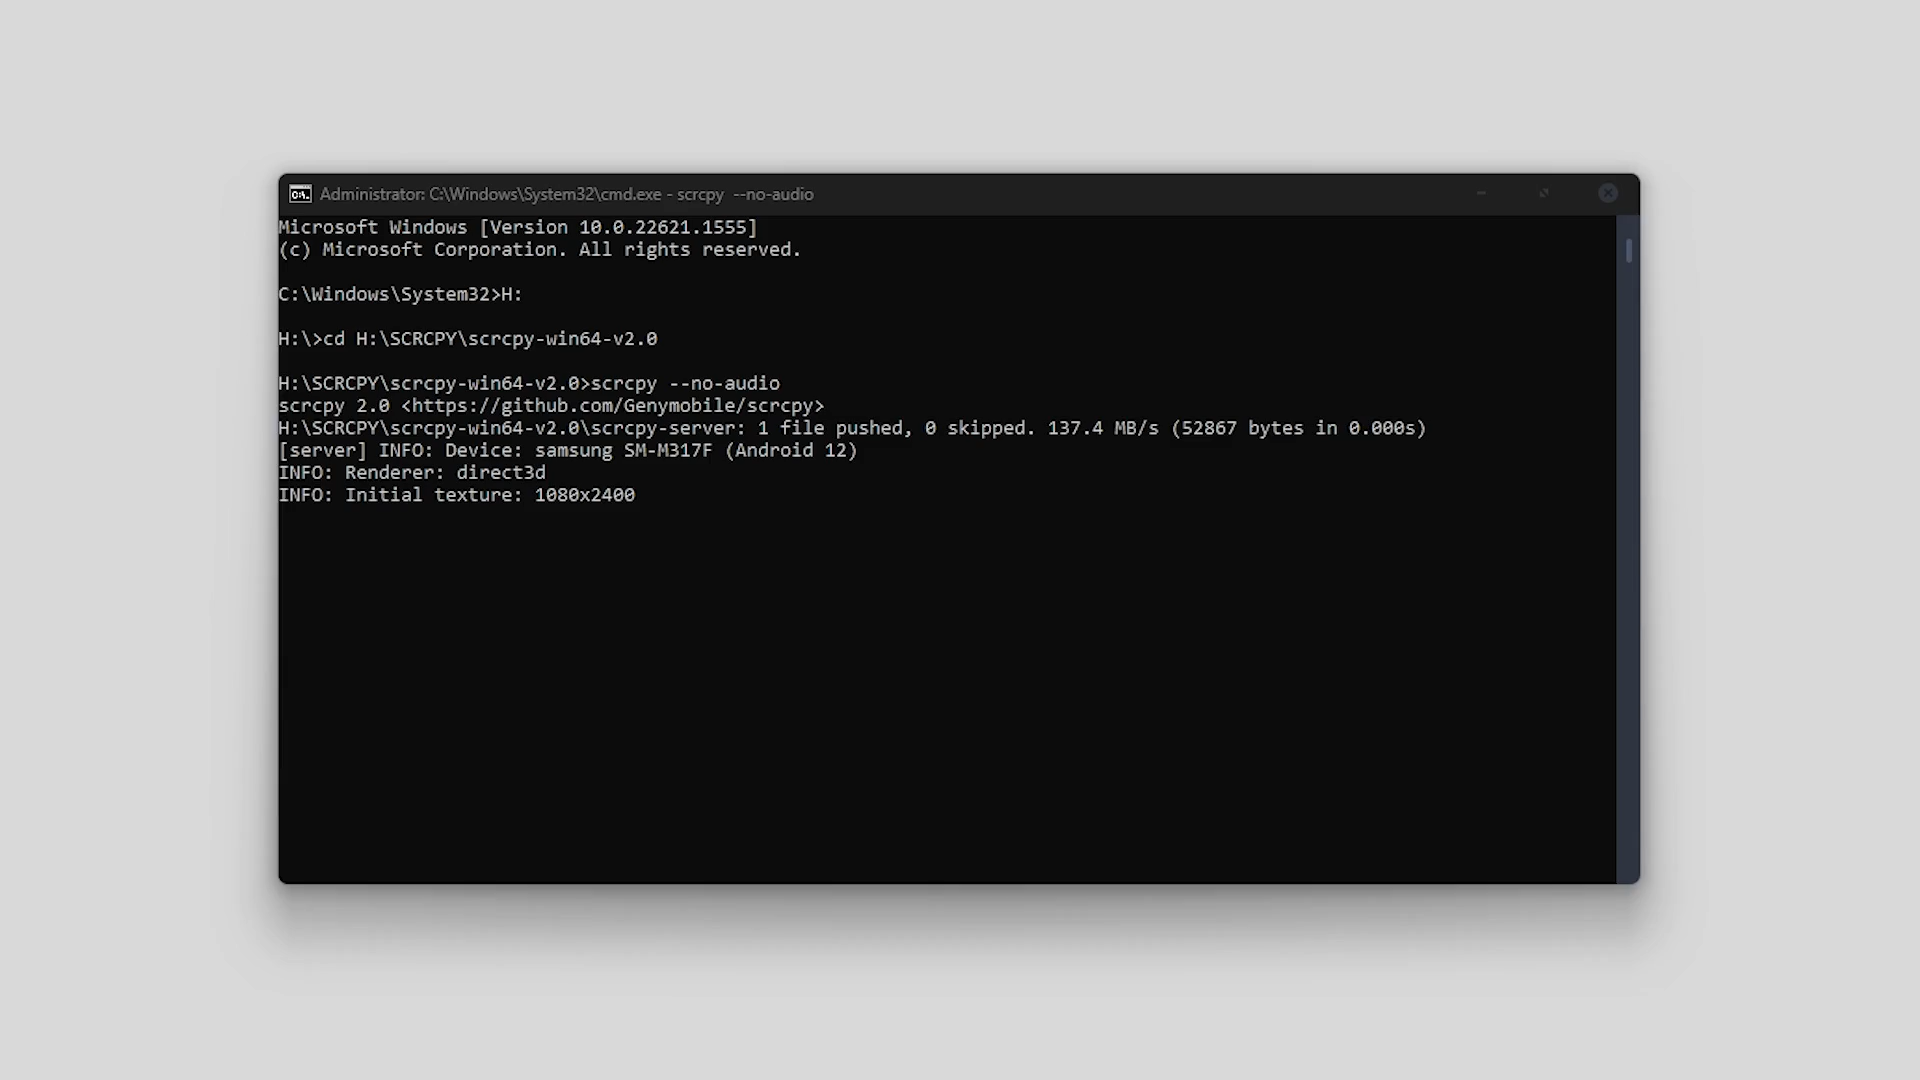 Administrator: C:\Windows\System32\cmd.exe - scrcpy  --no-audio
Microsoft Windows [Version 10.0.22621.1555]
(c) Microsoft Corporation. All rights reserved.
C:\Windows\System32>H:
H:\>cd H:\SCRCPY\scrcpy-win64-v2.0
H:\SCRCPY\scrcpy-win64-v2.0>scrcpy --no-audio
scrcpy 2.0 <https://github.com/Genymobile/scrcpy>
H:\SCRCPY\scrcpy-win64-v2.0\scrcpy-server: 1 file pushed, 0 skipped. 137.4 MB/s (52867 bytes in 0.000s)
[server] INFO: Device: samsung SM-M317F (Android 12)
INFO: Renderer: direct3d
INFO: Initial texture: 1080x2400